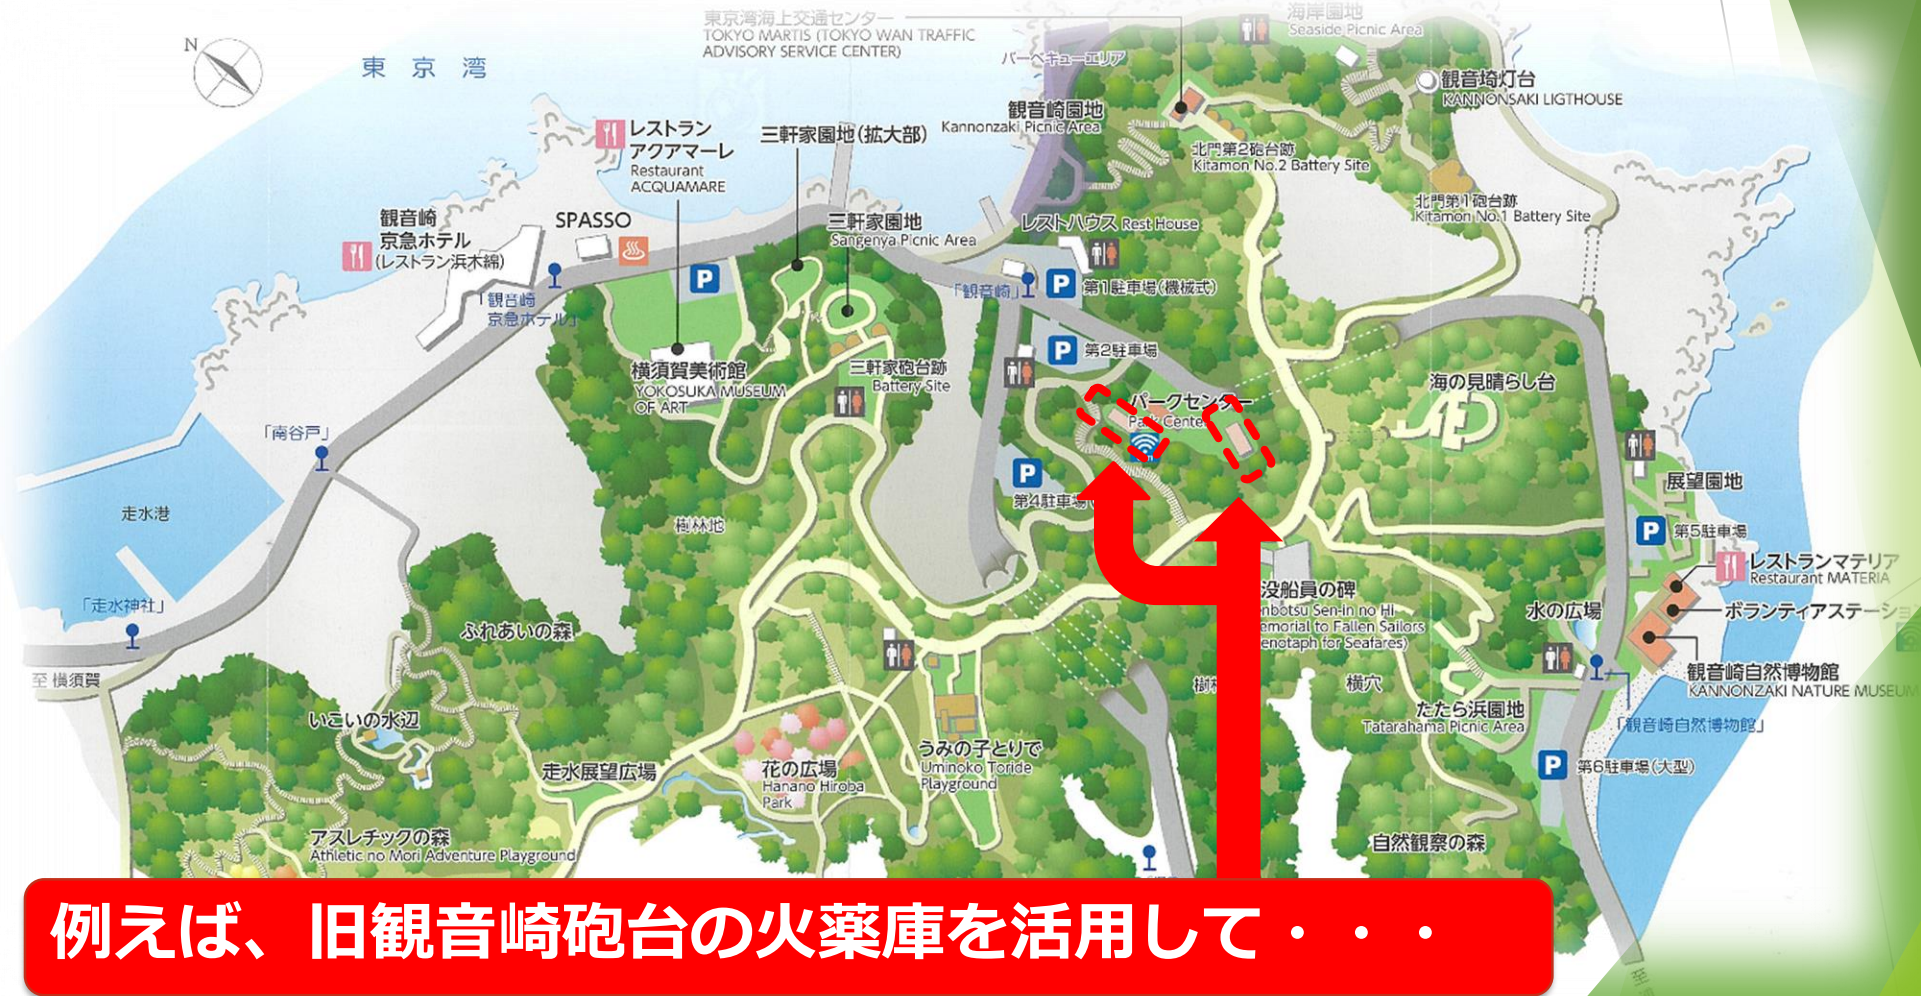 東京湾海上交通センター
TOKYO MARTIS (TOKYO WAN TRAFFIC
ADVISORY SERVICE CENTER)
海岸園地
Seaside Picnic Area
N
東京湾
バーベキューエリア
観音埼灯台
KANNONSAKI LIGTHOUSE
観音崎園地
Kannonzaki Picnic Area
レストラン
アクアマーレ
Restaurant
ACQUAMARE
三軒家園地(拡大部)
北門第2砲台跡
Kitamon No.2 Battery Site
北門第1砲台跡
Kitamon No.1 Battery Site
観音崎
京急ホテル
(レストラン浜木綿)
SPASSO
三軒家園地
Sangenya Picnic Area
レストハウス Rest House
「観音崎
京急ホテル」
P
「観音崎」
P 第1駐車場(機械式)
P 第2駐車場
横須賀美術館
YOKOSUKA MUSEUM
OF ART
三軒家砲台跡
Battery Site
パークセンター
Park Center
海の見晴らし台
「南谷戸」
P
第4駐車場
展望園地
走水港
樹林地
P 第5駐車場
レストランマテリア
Restaurant MATERIA
「走水神社」
ふれあいの森
没船員の碑
enbotsu Sen-in no Hi
emorial to Fallen Sailors
enotaph for Seafares)
水の広場
ボランティアステーショ
至 横須賀
観音崎自然博物館
KANNONZAKI NATURE MUSEUM
横穴
いこいの水辺
たたら浜園地
Tatarahama Picnic Area
「観音崎自然博物館」
走水展望広場
花の広場
Hanano Hiroba
Park
うみの子とりで
Uminoko Toride
Playground
P 第6駐車場(大型)
アスレチックの森
Athletic no Mori Adventure Playground
自然観察の森
例えば、旧観音崎砲台の火薬庫を活用して・・・